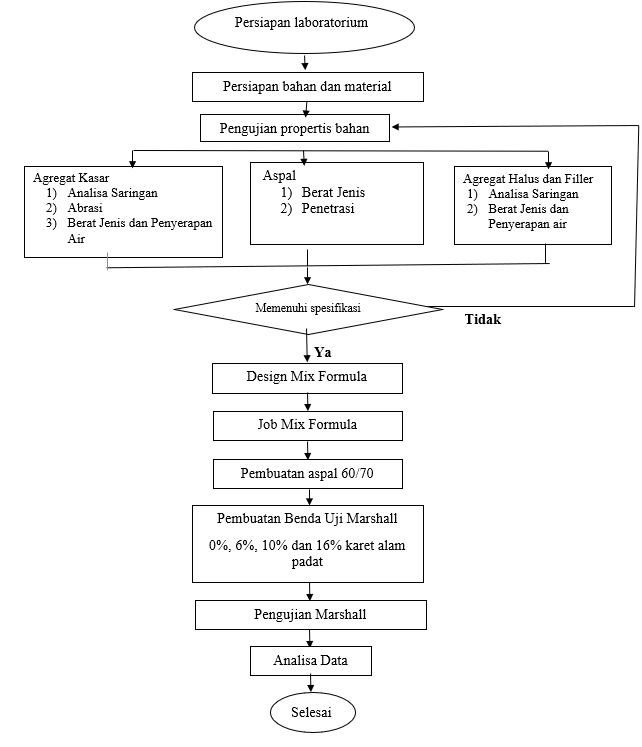 Persiapan laboratorium
Persiapan bahan dan material
Pengujian propertis bahan
Agregat Kasar
1) Analisa Saringan
2) Abrasi
3) Berat Jenis dan Penyerapan
Air
Aspal
1) Berat Jenis
2) Penetrasi
Agregat Halus dan Filler
1) Analisa Saringan
2) Berat Jenis dan
Penyerapan air
Memenuhi spesifikasi
Tidak
Ya
Design Mix Formula
Job Mix Formula
Pembuatan aspal 60/70
Pembuatan Benda Uji Marshall
0%, 6%, 10% dan 16% karet alam
padat
Pengujian Marshall
Analisa Data
Selesai